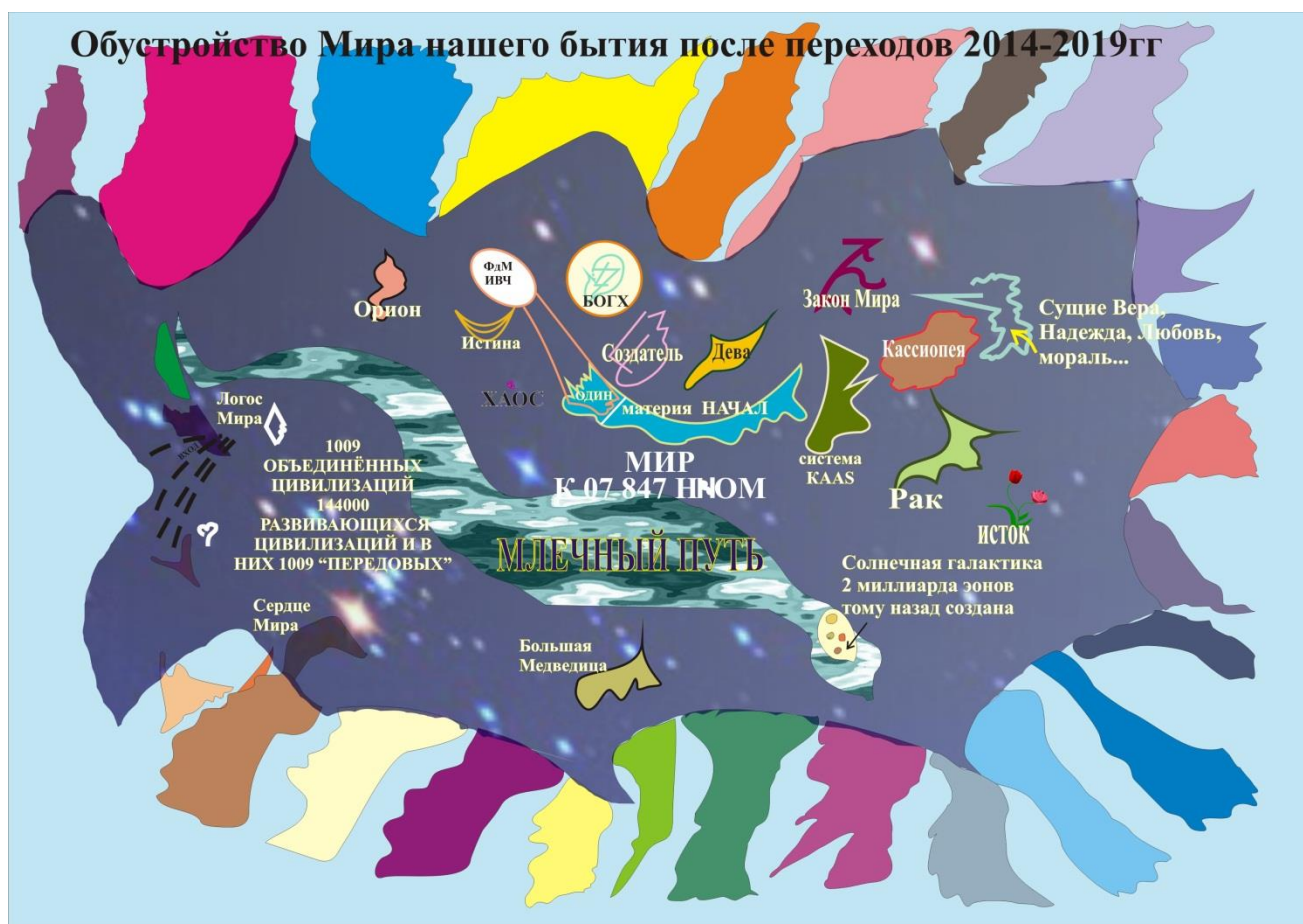 Обустройство Мира нашего бытия после переходов 2014-2019гг
ФдМ
ИВЧ
БОГХ
Орион
Истина
Создатель
Дева
Закон Мира
Сущие Вера,
Надежда, Любовь,
мораль...
Кассиопея
ХАОС
ОДИН
материя НАЧАЛ
Логос
Мира
ВХОД
1009
ОБЪЕДИНЁННЫХ
ЦИВИЛИЗАЦИЙ
144000
РАЗВИВАЮЩИХСЯ
ЦИВИЛИЗАЦИЙ И В
НИХ 1009 “ПЕРЕДОВЫХ”
МИР
К 07 847
система
КААS
Рак
ИСТОК
МЛЕЧНЫЙ ПУТЬ
Солнечная галактика
2 миллиарда эонов
тому назад создана
Сердце
Мира
Большая
Медведица